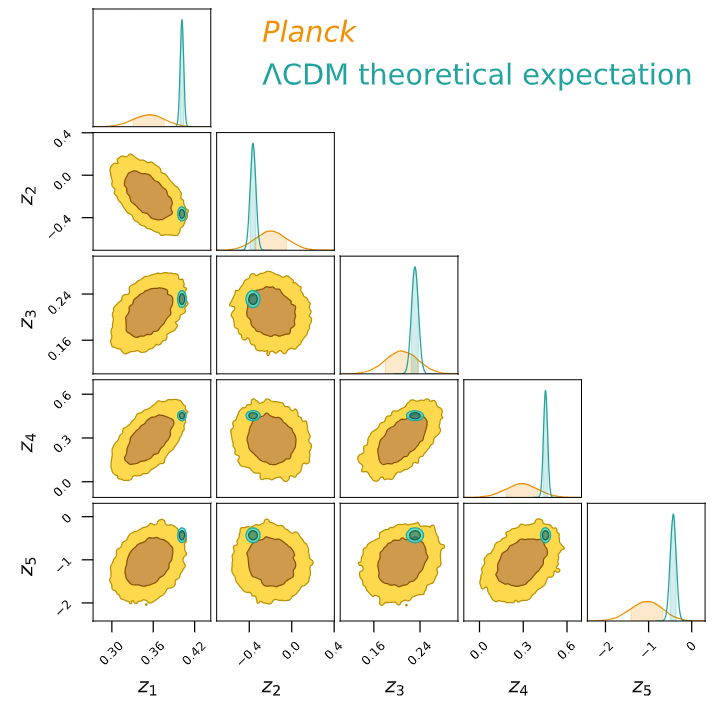 Planck
ΛCDM theoretical expectation
0.4
0.0
−0.4
z2
0.24
0.16
z3
0.6
0.3
0.0
z4
0
−1
−2
z5
0.30 0.36 0.42 −0.4 0.0 0.4 0.16 0.24 0.0 0.3 0.6 −2 −1 0
z1 z2 z3 z4 z5